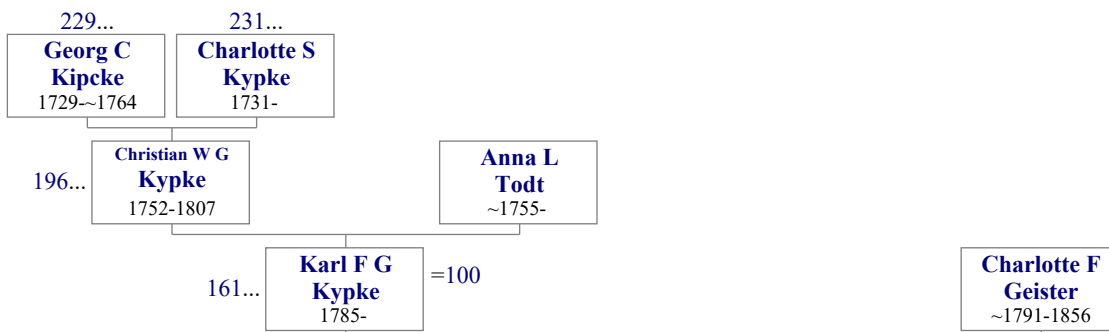 229... 231...
Georg C Charlotte S
Kipcke Kypke
1729-~1764 1731-
Christian W G Anna L
196... Kypke Todt
1752-1807 ~1755-
Karl F G =100 Charlotte F
161... Kypke Geister
1785- ~1791-1856